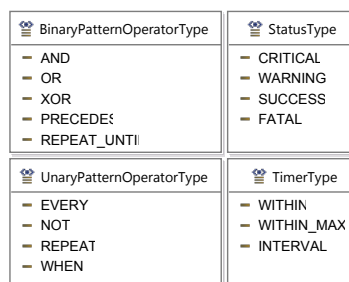 BinaryPatternOperatorType
AND
OR
XOR
PRECEDES
REPEAT_UNTI
StatusType
CRITICAL
WARNING
SUCCESS
FATAL
UnaryPatternOperatorType
EVERY
NOT
REPEAT
WHEN
TimerType
WITHIN
WITHIN_MAX
INTERVAL